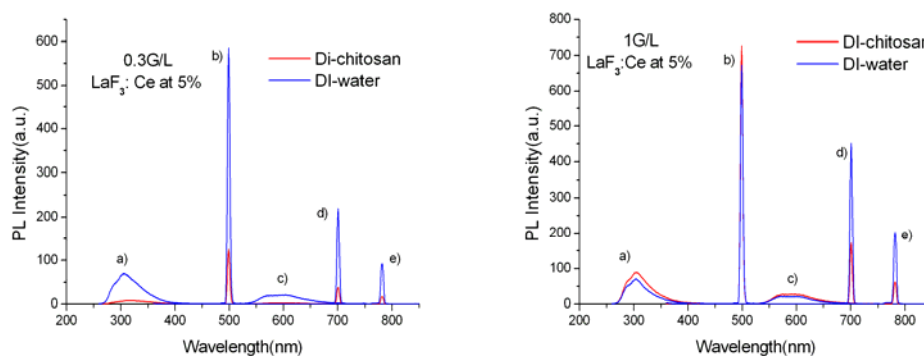 0.3G/L
LaF3: Ce at 5%
Di-chitosan
DI-water
a)
b)
c)
d)
e)
600
500
400
300
200
100
0
200 300 400 500 600 700 800
PL Intensity(a.u.)
Wavelength(nm)
1G/L
LaF3: Ce at 5%
DI-chitosan
DI-water
a)
b)
c)
d)
e)
800
700
600
500
400
300
200
100
0
200 300 400 500 600 700 800
PL Intensity(a.u.)
Wavelength(nm)